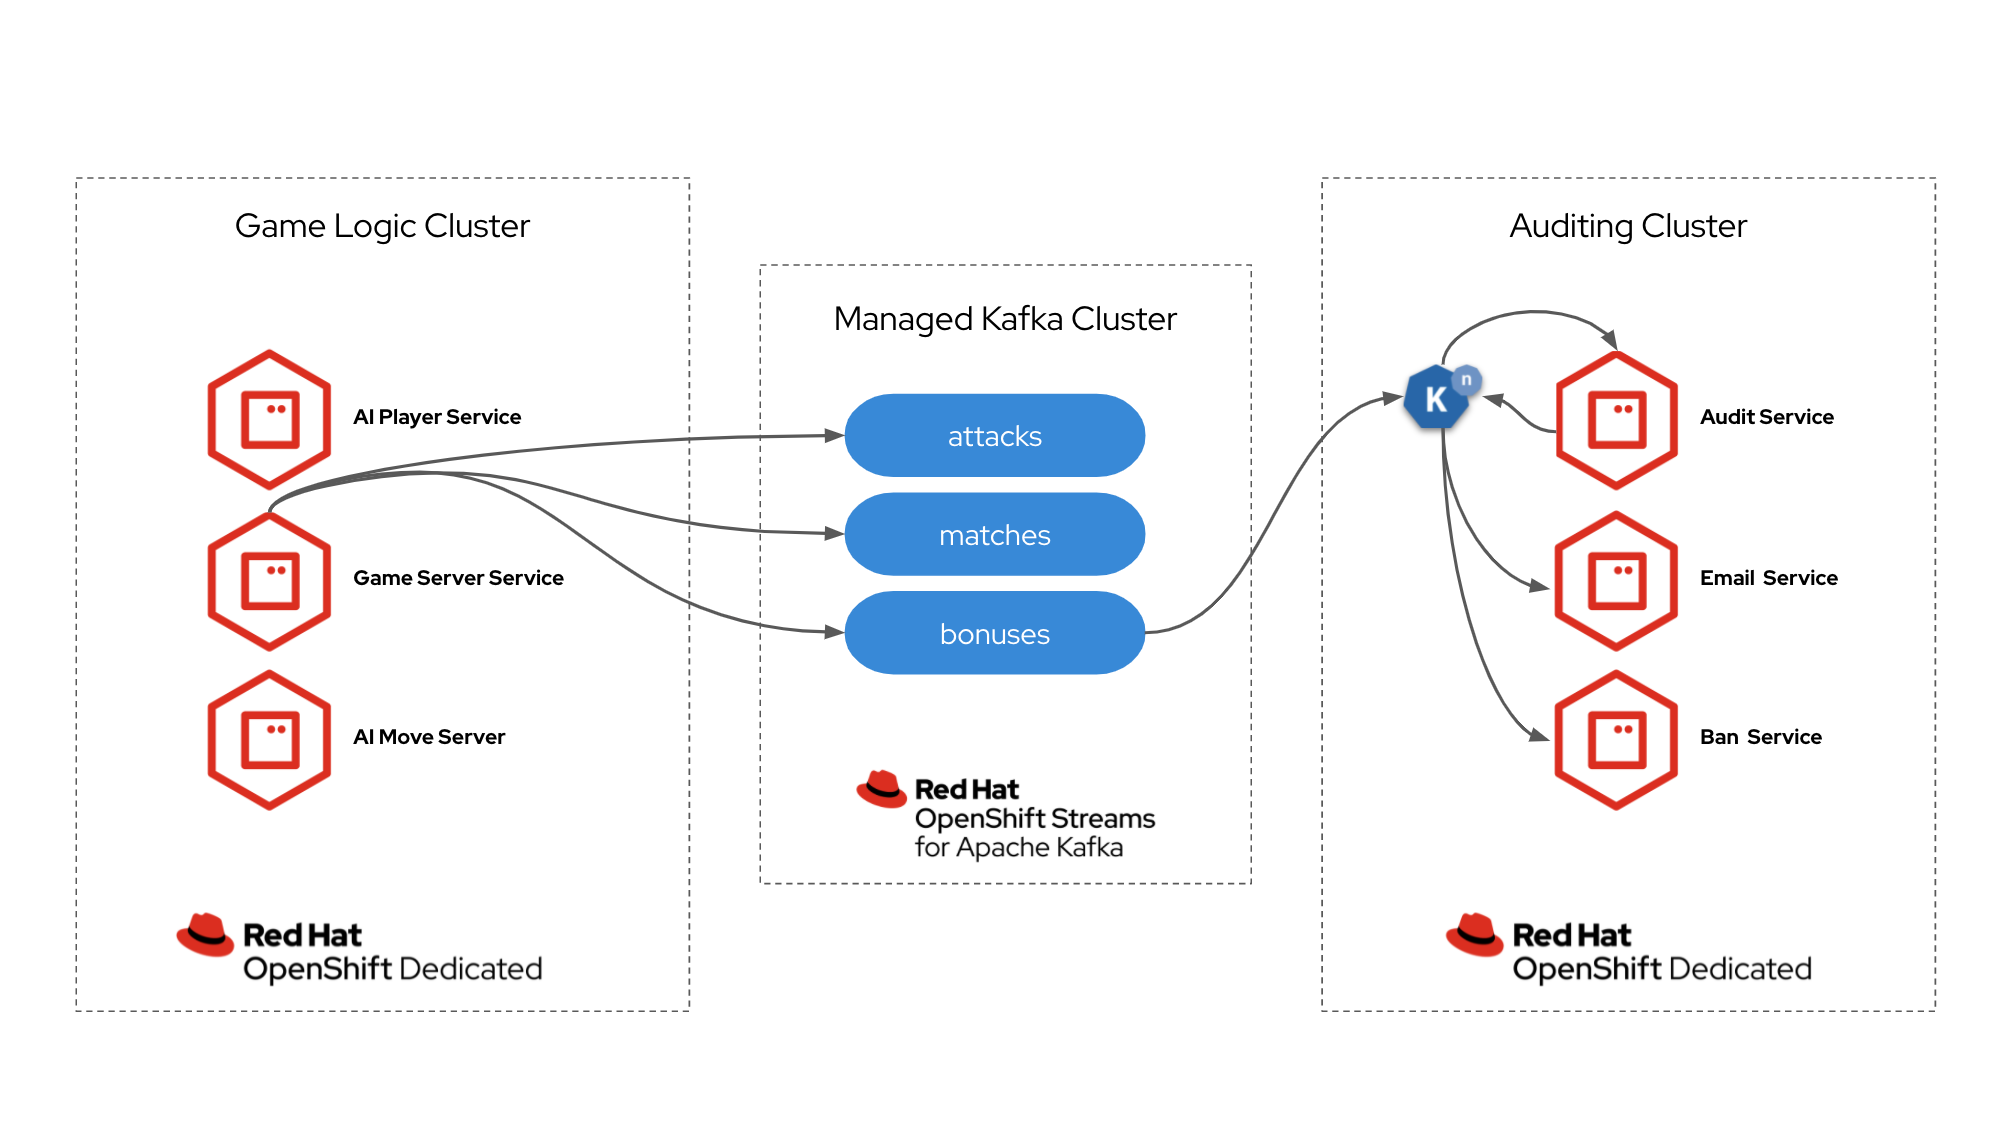 Game Logic Cluster
AI Player Service
Game Server Service
AI Move Server
Red Hat
OpenShift Dedicated
Managed Kafka Cluster
attacks
matches
bonuses
Red Hat
OpenShift Streams
for Apache Kafka
Auditing Cluster
K n
Audit Service
Email Service
Ban Service
Red Hat
OpenShift Dedicated